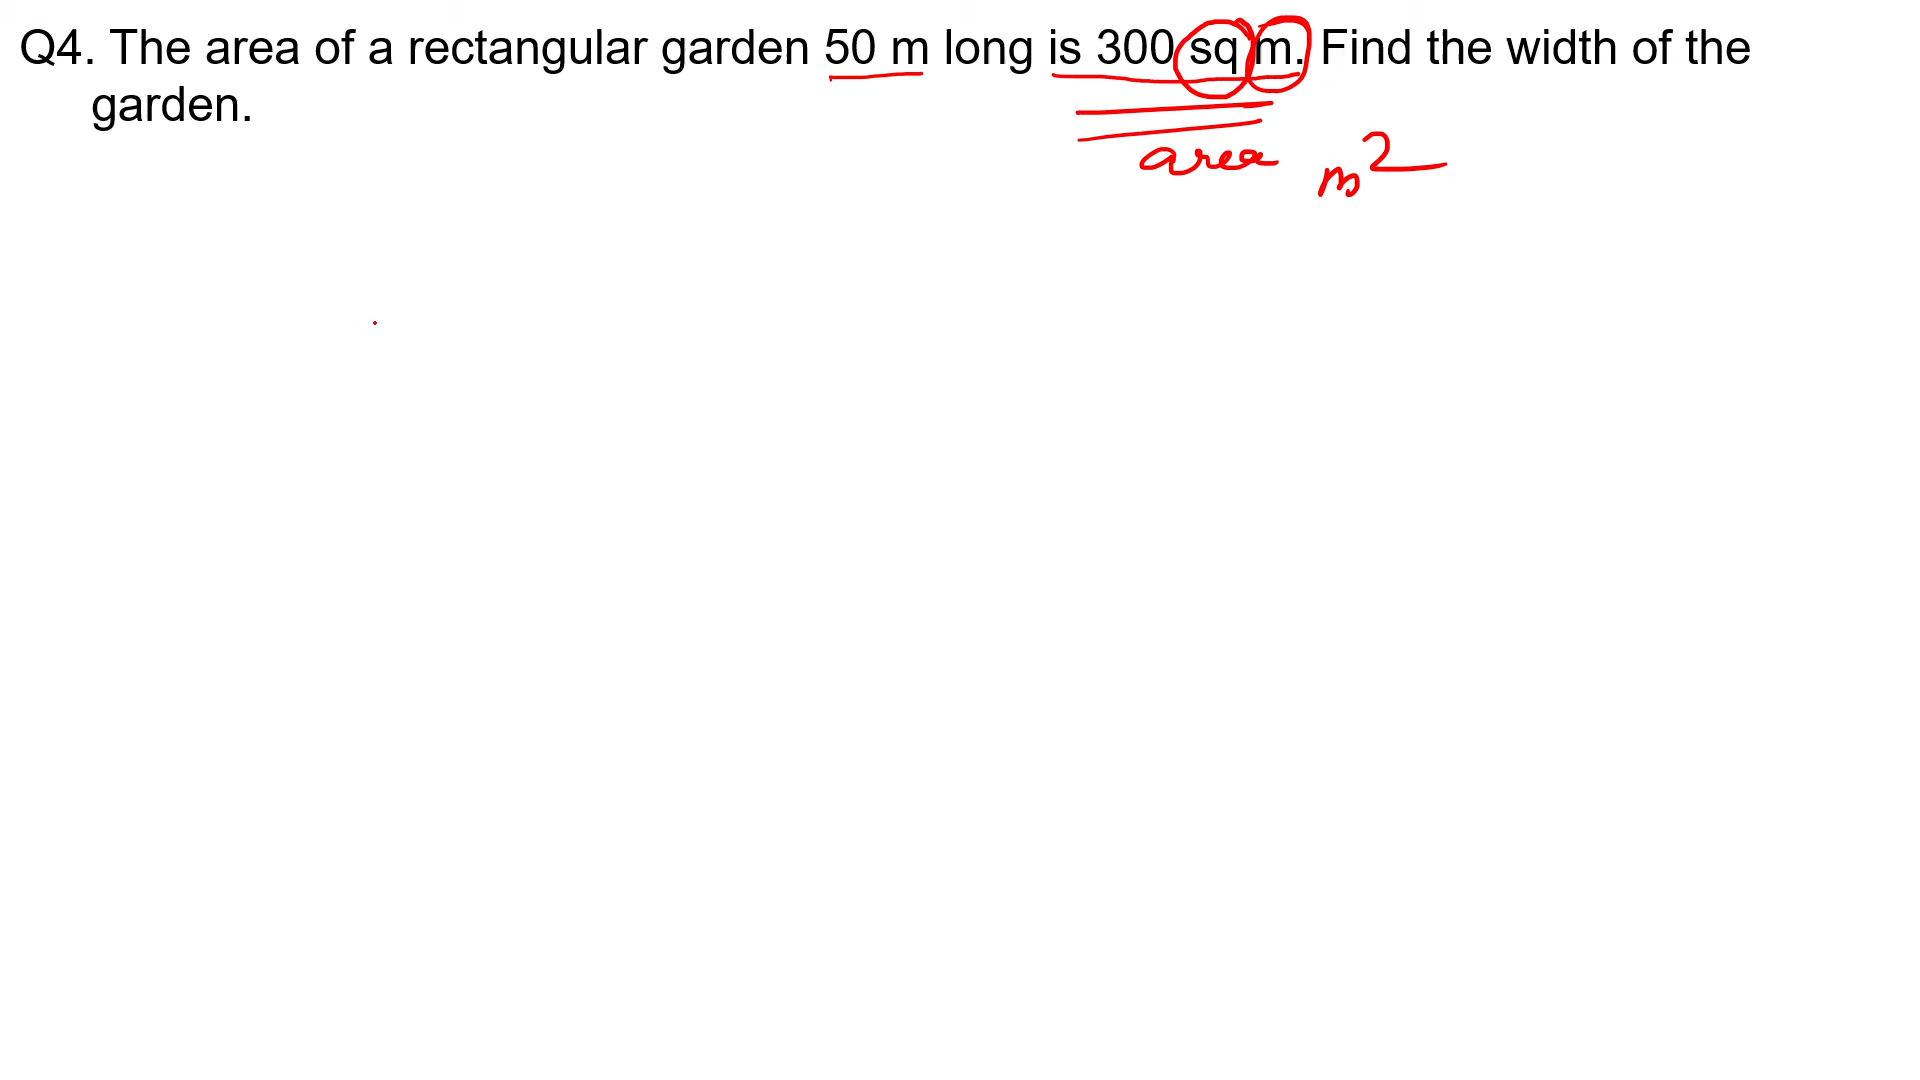 Q4. The area of a rectangular garden 50 m long is 300 sq m. Find the width of the
garden.
area m²